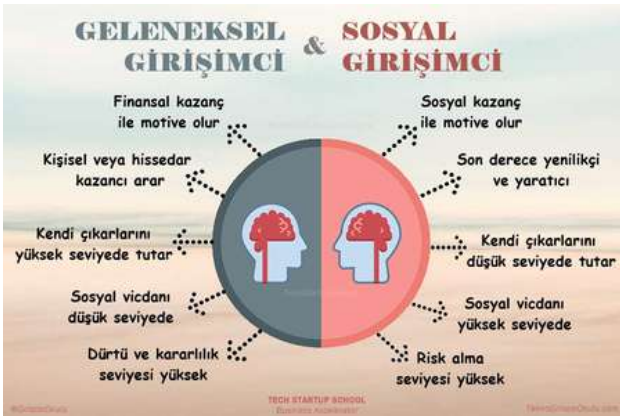 GELENEKSEL
GİRİŞİMCİ
&
SOSYAL
GİRİŞİMCİ
Finansal kazanç
ile motive olur
Kişisel veya hissedar
kazancı arar
Kendi çıkarlarını
yüksek seviyede tutar
Sosyal vicdanı
düşük seviyede
Dürtü ve kararlılık
seviyesi yüksek
Sosyal kazanç
ile motive olur
Son derece yenilikçi
ve yaratıcı
Kendi çıkarlarını
düşük seviyede tutar
Sosyal vicdanı
yüksek seviyede
Risk alma
seviyesi yüksek
TECH STARTUP SCHOOL
Business Accelerator